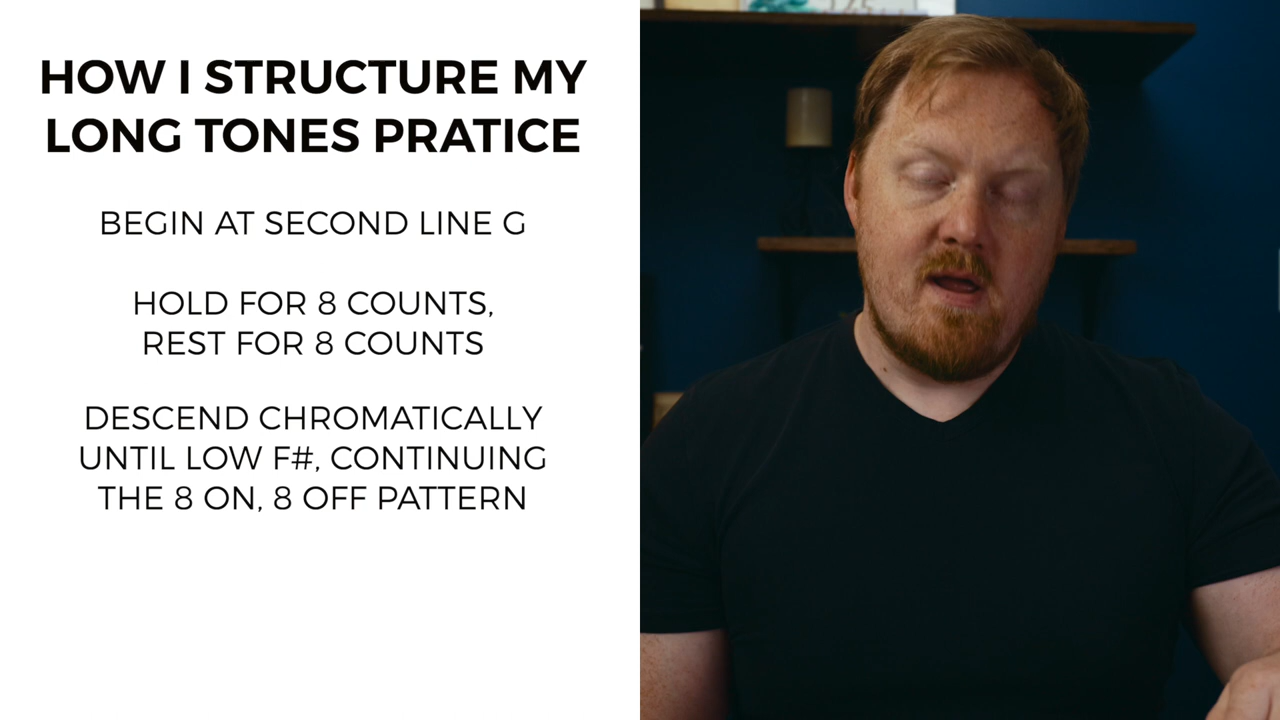 HOW I STRUCTURE MY
LONG TONES PRATICE
BEGIN AT SECOND LINE G
HOLD FOR 8 COUNTS,
REST FOR 8 COUNTS
DESCEND CHROMATICALLY
UNTIL LOW F#, CONTINUING
THE 8 ON, 8 OFF PATTERN